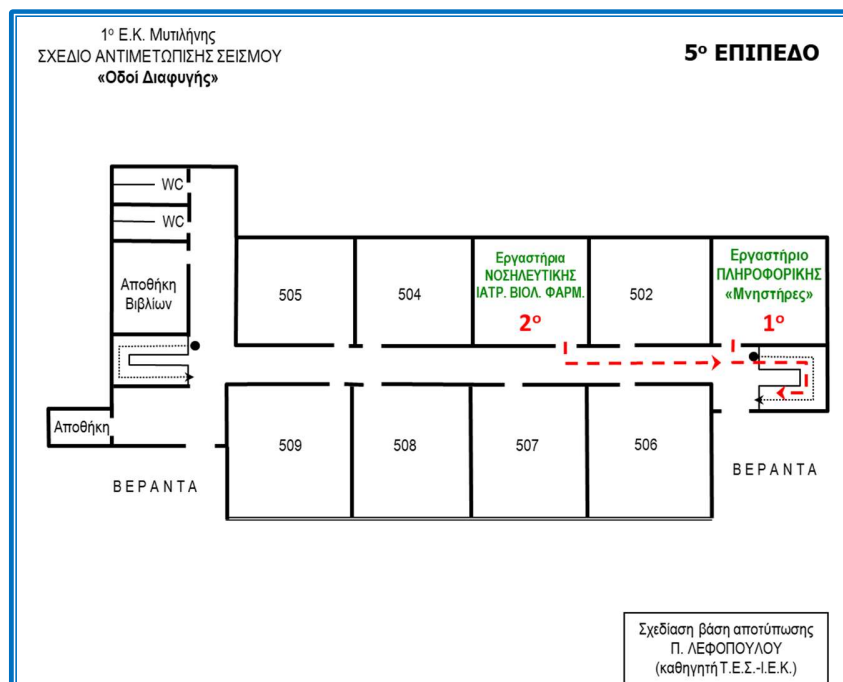 1ο Ε.Κ. Μυτιλήνης
ΣΧΕΔΙΟ ΑΝΤΙΜΕΤΩΠΙΣΗΣ ΣΕΙΣΜΟΥ
«Οδοί Διαφυγής»
5ο ΕΠΙΠΕΔΟ
WC
WC
Αποθήκη
Βιβλίων
505
504
Εργαστήρια
ΝΟΣΗΛΕΥΤΙΚΗΣ
ΙΑΤΡ. ΒΙΟΛ. ΦΑΡΜ.
2ο
502
Εργαστήριο
ΠΛΗΡΟΦΟΡΙΚΗΣ
«Μνηστήρες»
1ο
Αποθήκη
509
508
507
506
ΒΕΡΑΝΤΑ
ΒΕΡΑΝΤΑ
Σχεδίαση βάση αποτύπωσης
Π. ΛΕΦΟΠΟΥΛΟΥ
(καθηγητή Τ.Ε.Σ.-Ι.Ε.Κ.)